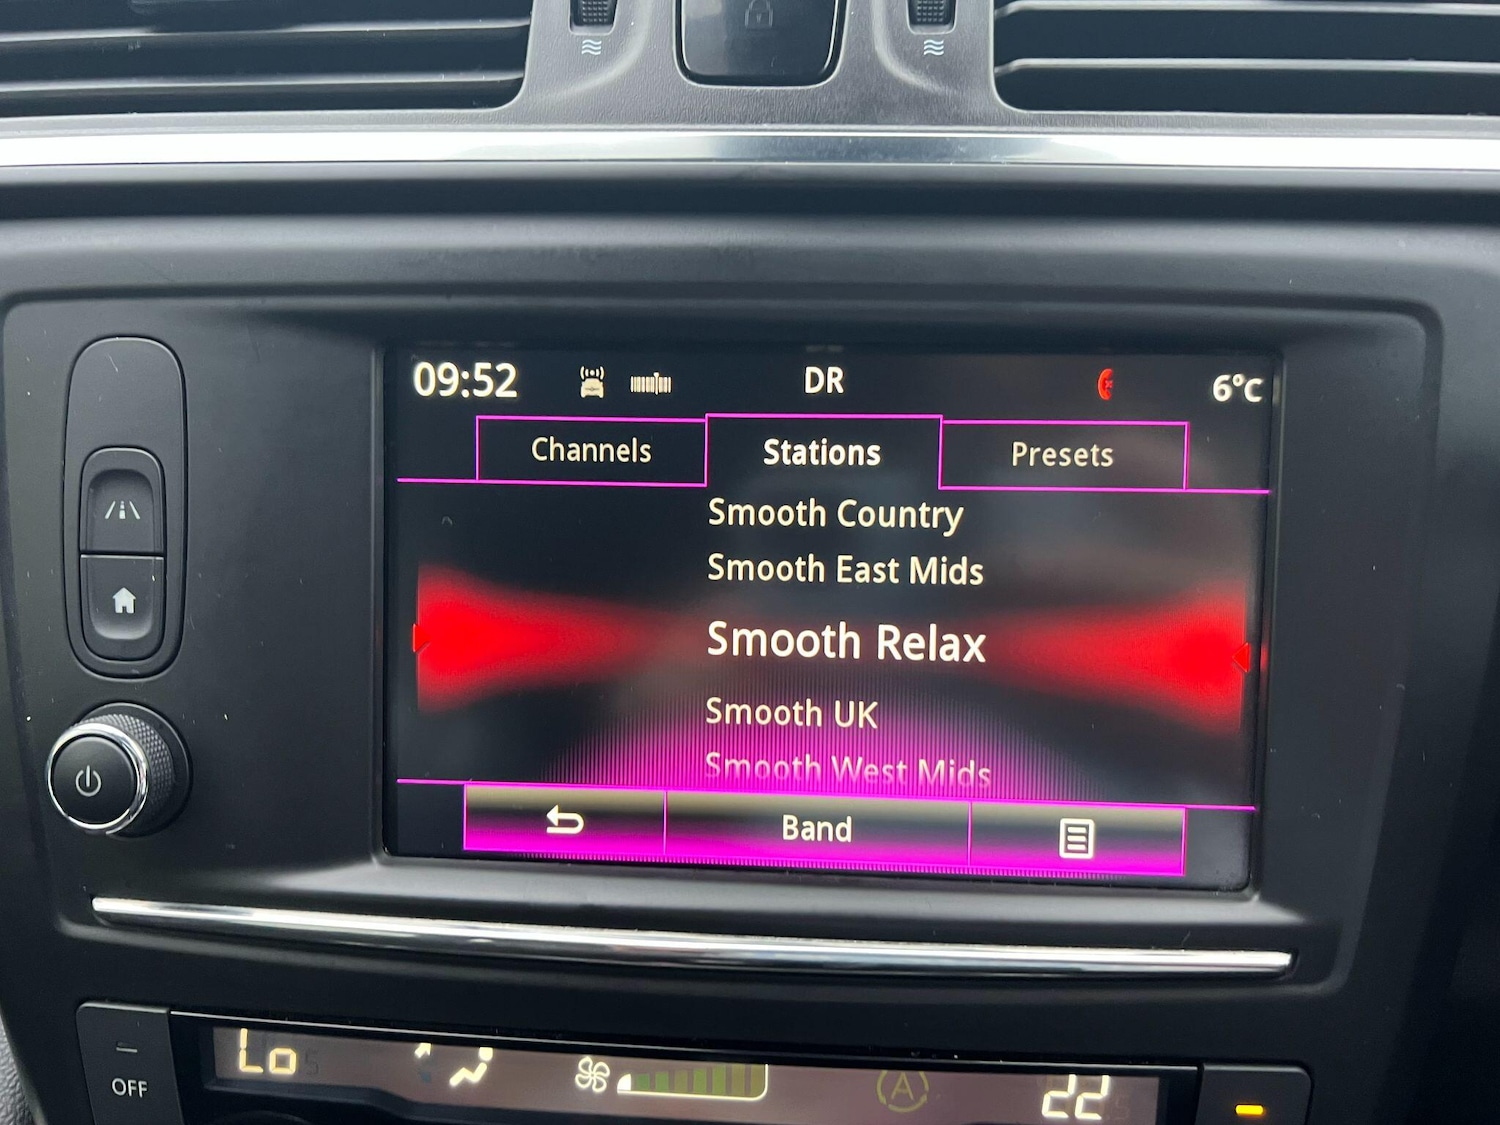 09:52 DR 6°C
Channels Stations Presets
Smooth Country
Smooth East Mids
Smooth Relax
Smooth UK
Smooth West Mids
Band
Lo A 22
OFF